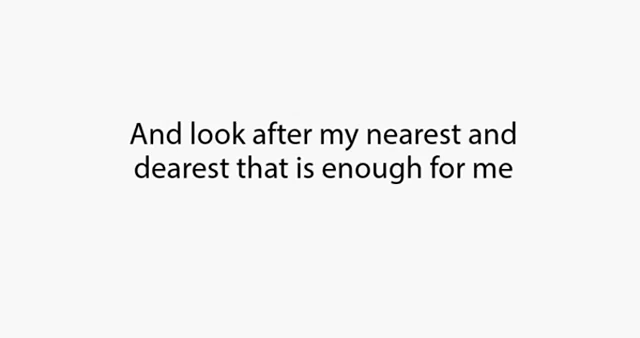 And look after my nearest and
dearest that is enough for me